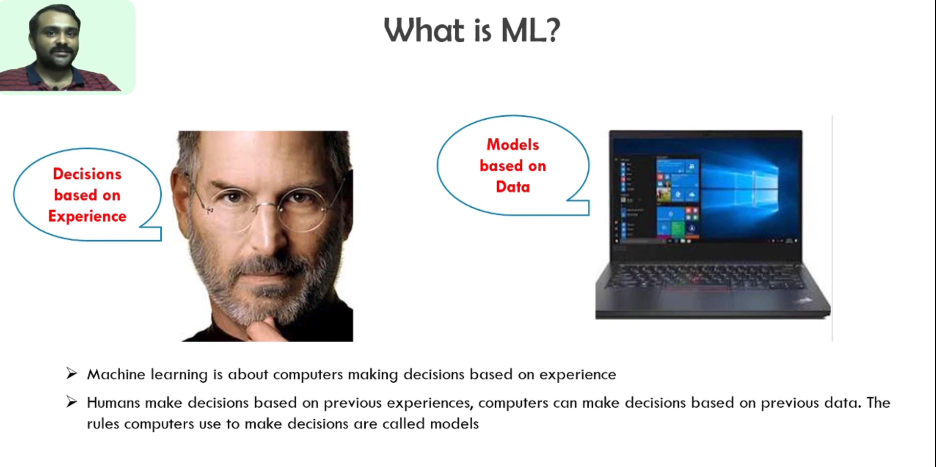 What is ML?
Decisions
based on
Experience
Models
based on
Data
➢ Machine learning is about computers making decisions based on experience
➢ Humans make decisions based on previous experiences, computers can make decisions based on previous data. The
rules computers use to make decisions are called models